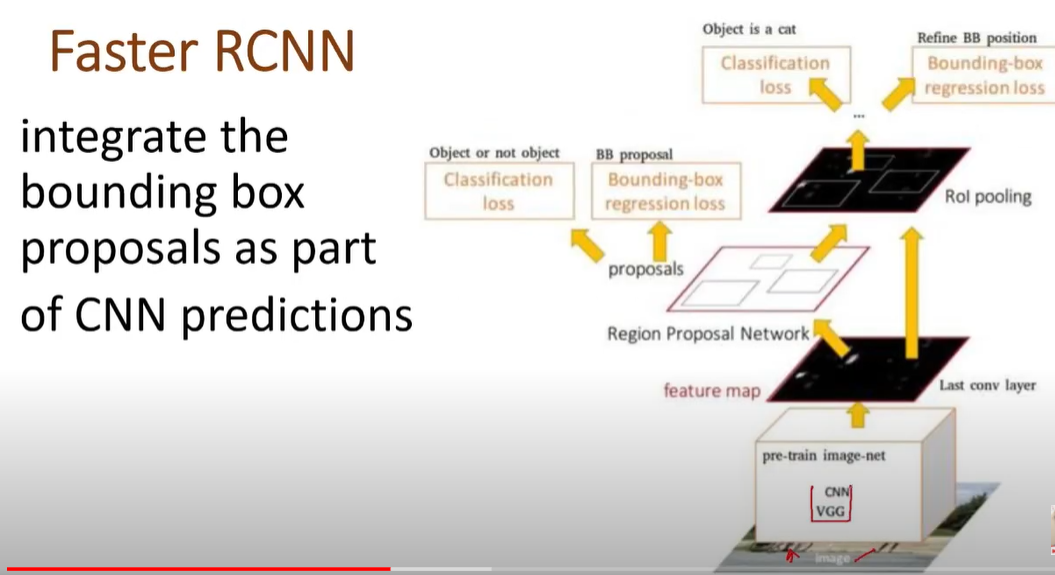 Faster RCNN
integrate the
bounding box
proposals as part
of CNN predictions
Object is a cat
Classification
loss
Refine BB position
Bounding-box
regression loss
...
Object or not object
Classification
loss
BB proposal
Bounding-box
regression loss
RoI pooling
proposals
Region Proposal Network
feature map
Last conv layer
pre-train image-net
CNN
VGG
image